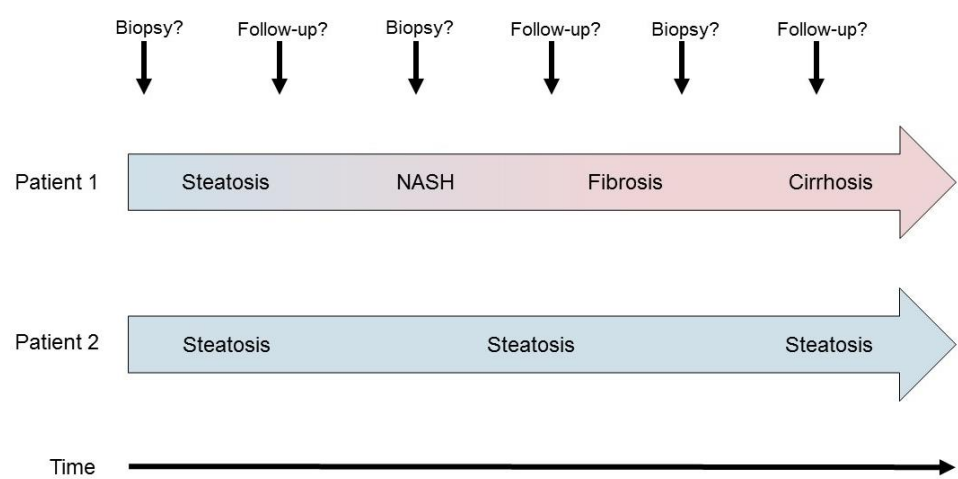 Biopsy? Follow-up? Biopsy? Follow-up? Biopsy? Follow-up?
Patient 1 Steatosis NASH Fibrosis Cirrhosis
Patient 2 Steatosis Steatosis Steatosis
Time